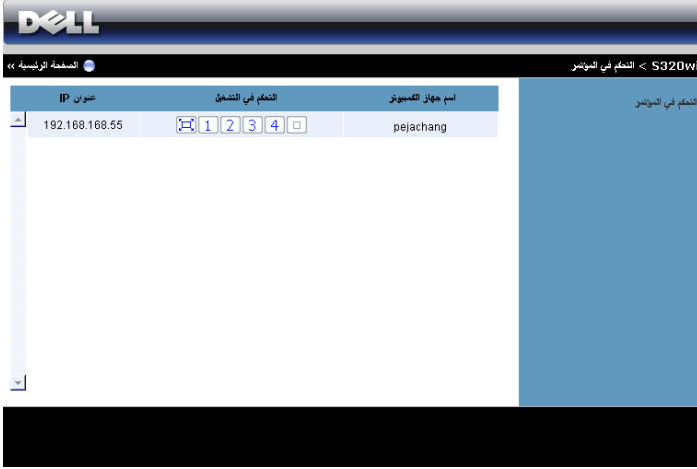 DELL
S320wi > التحكم في المؤتمر
الصفحة الرئيسية »
التحكم في المؤتمر
اسم جهاز الكمبيوتر التحكم في التشغيل عنوان IP
pejachang 1 2 3 4 192.168.168.55